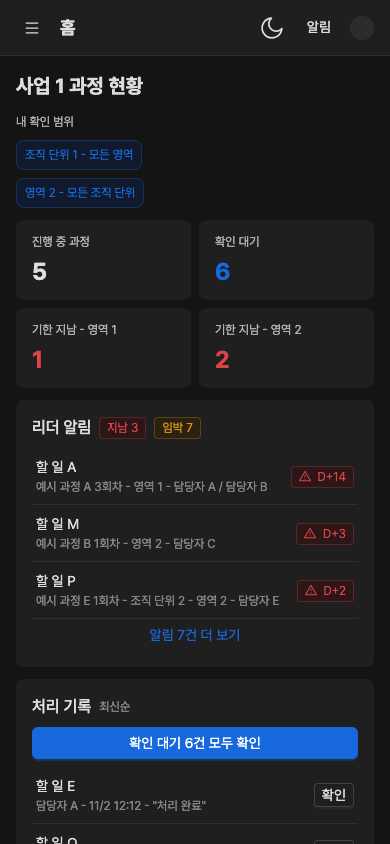 홈
알림
사업 1 과정 현황
내 확인 범위
조직 단위 1 - 모든 영역
영역 2 - 모든 조직 단위
진행 중 과정
5
확인 대기
6
기한 지남 - 영역 1
1
기한 지남 - 영역 2
2
리더 알림 지남 3 임박 7
할 일 A
예시 과정 A 3회차 - 영역 1 - 담당자 A / 담당자 B
D+14
할 일 M
예시 과정 B 1회차 - 영역 2 - 담당자 C
D+3
할 일 P
예시 과정 E 1회차 - 조직 단위 2 - 영역 2 - 담당자 E
D+2
알림 7건 더 보기
처리 기록 최신순
확인 대기 6건 모두 확인
할 일 E
담당자 A - 11/2 12:12 - "처리 완료"
확인